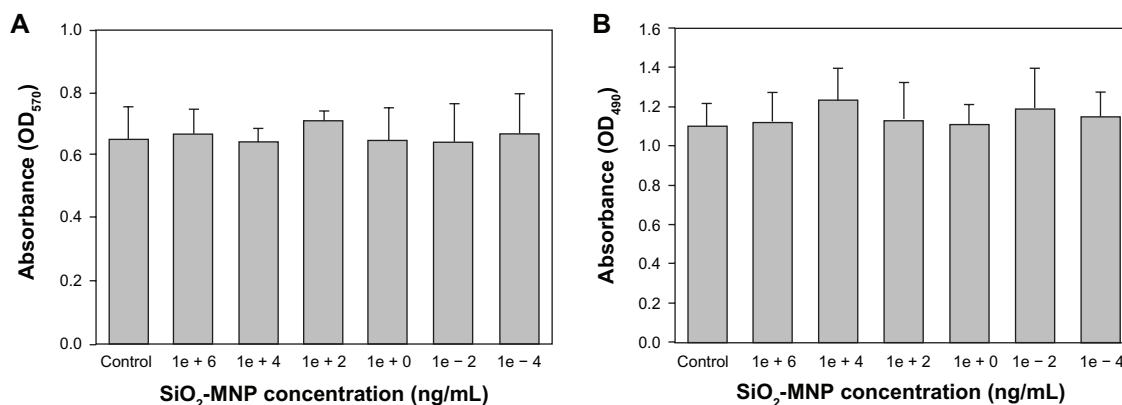 A
Absorbance (OD570)
1.0
0.8
0.6
0.4
0.2
0.0
Control 1e + 6 1e + 4 1e + 2 1e + 0 1e − 2 1e − 4
SiO2-MNP concentration (ng/mL)
B
Absorbance (OD490)
1.6
1.4
1.2
1.0
0.8
0.6
0.4
0.2
0.0
Control 1e + 6 1e + 4 1e + 2 1e + 0 1e − 2 1e − 4
SiO2-MNP concentration (ng/mL)